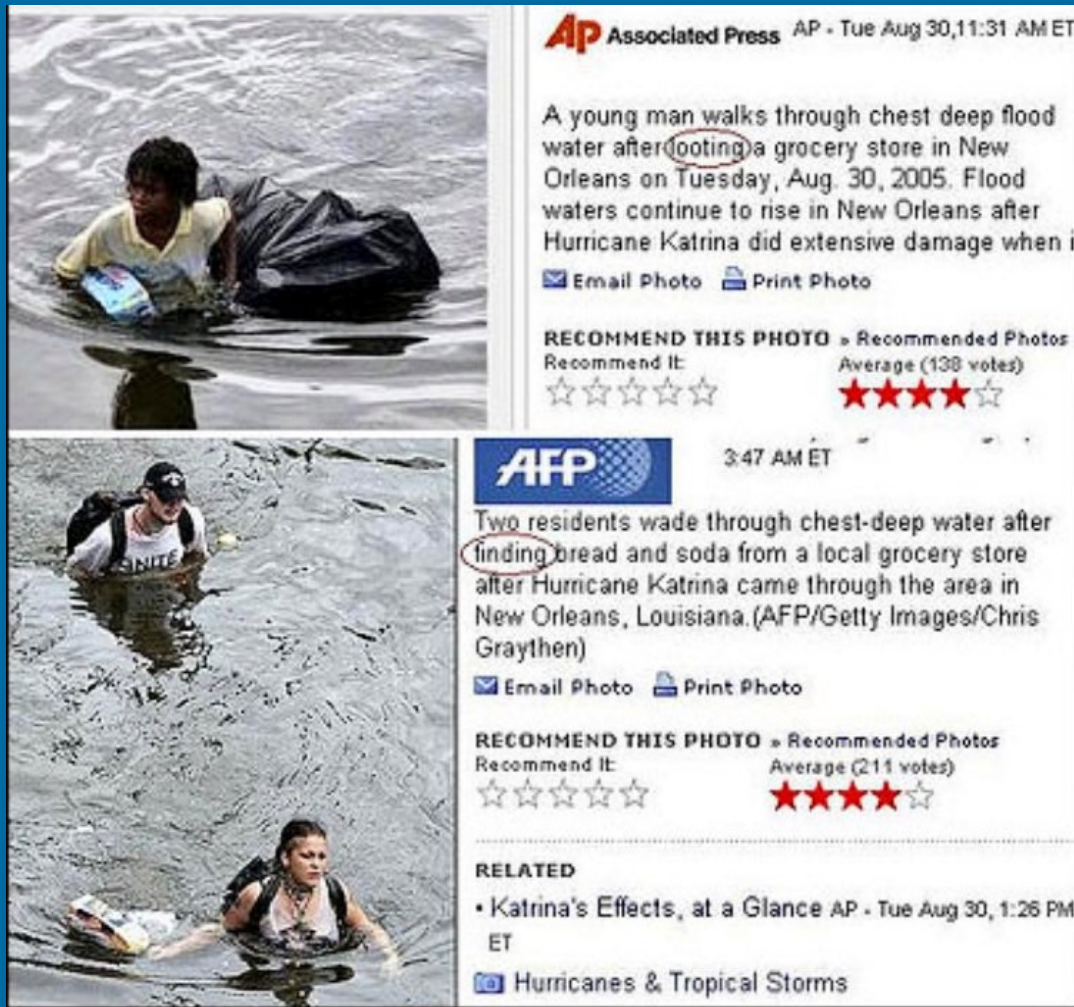 AP Associated Press AP - Tue Aug 30,11:31 AM ET
A young man walks through chest deep flood
water after looting a grocery store in New
Orleans on Tuesday, Aug. 30, 2005. Flood
waters continue to rise in New Orleans after
Hurricane Katrina did extensive damage when
Email Photo Print Photo
RECOMMEND THIS PHOTO » Recommended Photos
Recommend It: Average (138 votes)
AFP 3:47 AM ET
Two residents wade through chest-deep water after
finding bread and soda from a local grocery store
after Hurricane Katrina came through the area in
New Orleans, Louisiana.(AFP/Getty Images/Chris
Graythen)
Email Photo Print Photo
RECOMMEND THIS PHOTO » Recommended Photos
Recommend It: Average (211 votes)
RELATED
• Katrina's Effects, at a Glance AP - Tue Aug 30, 1:26 PM
ET
Hurricanes & Tropical Storms